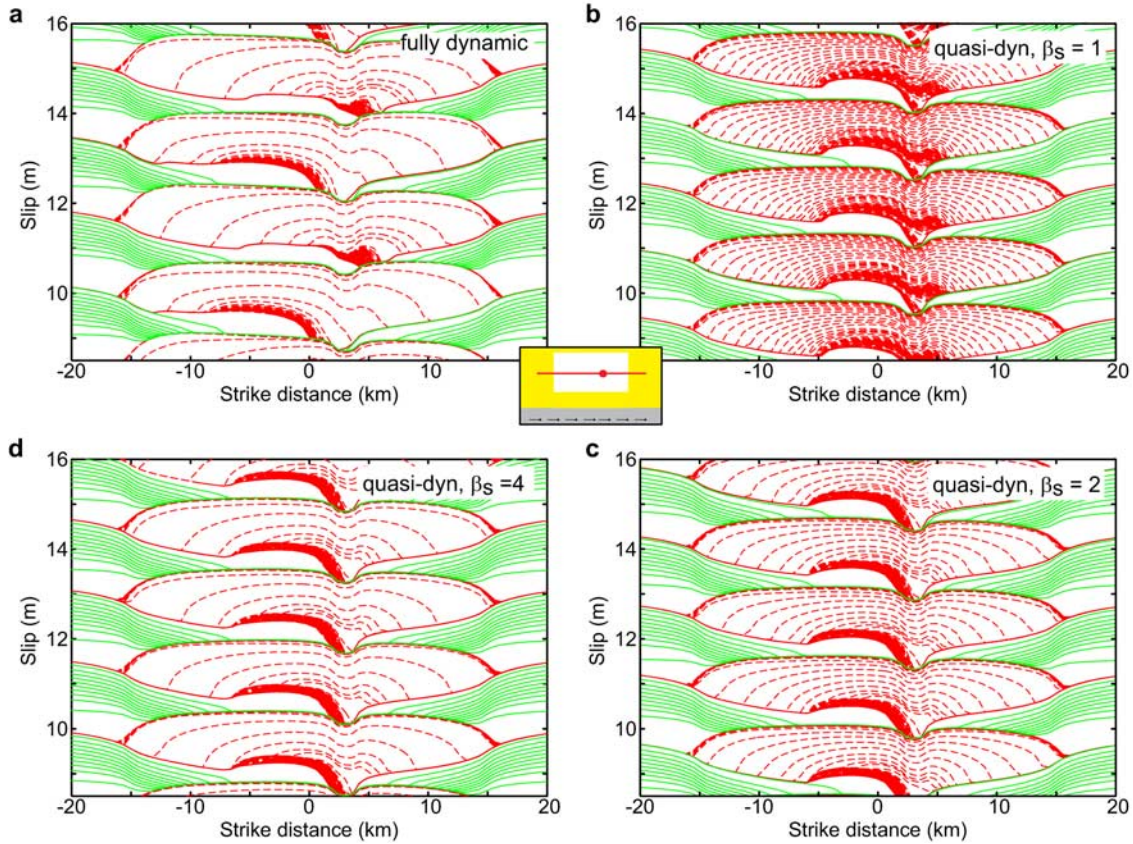 a
fully dynamic
16
14
12
10
Slip (m)
-20
-10
0
10
20
Strike distance (km)
b
quasi-dyn, βs = 1
16
14
12
10
-20
-10
0
10
20
Strike distance (km)
d
quasi-dyn, βs =4
16
14
12
10
Slip (m)
-20
-10
0
10
20
Strike distance (km)
c
quasi-dyn, βs = 2
16
14
12
10
Slip (m)
-20
-10
0
10
20
Strike distance (km)